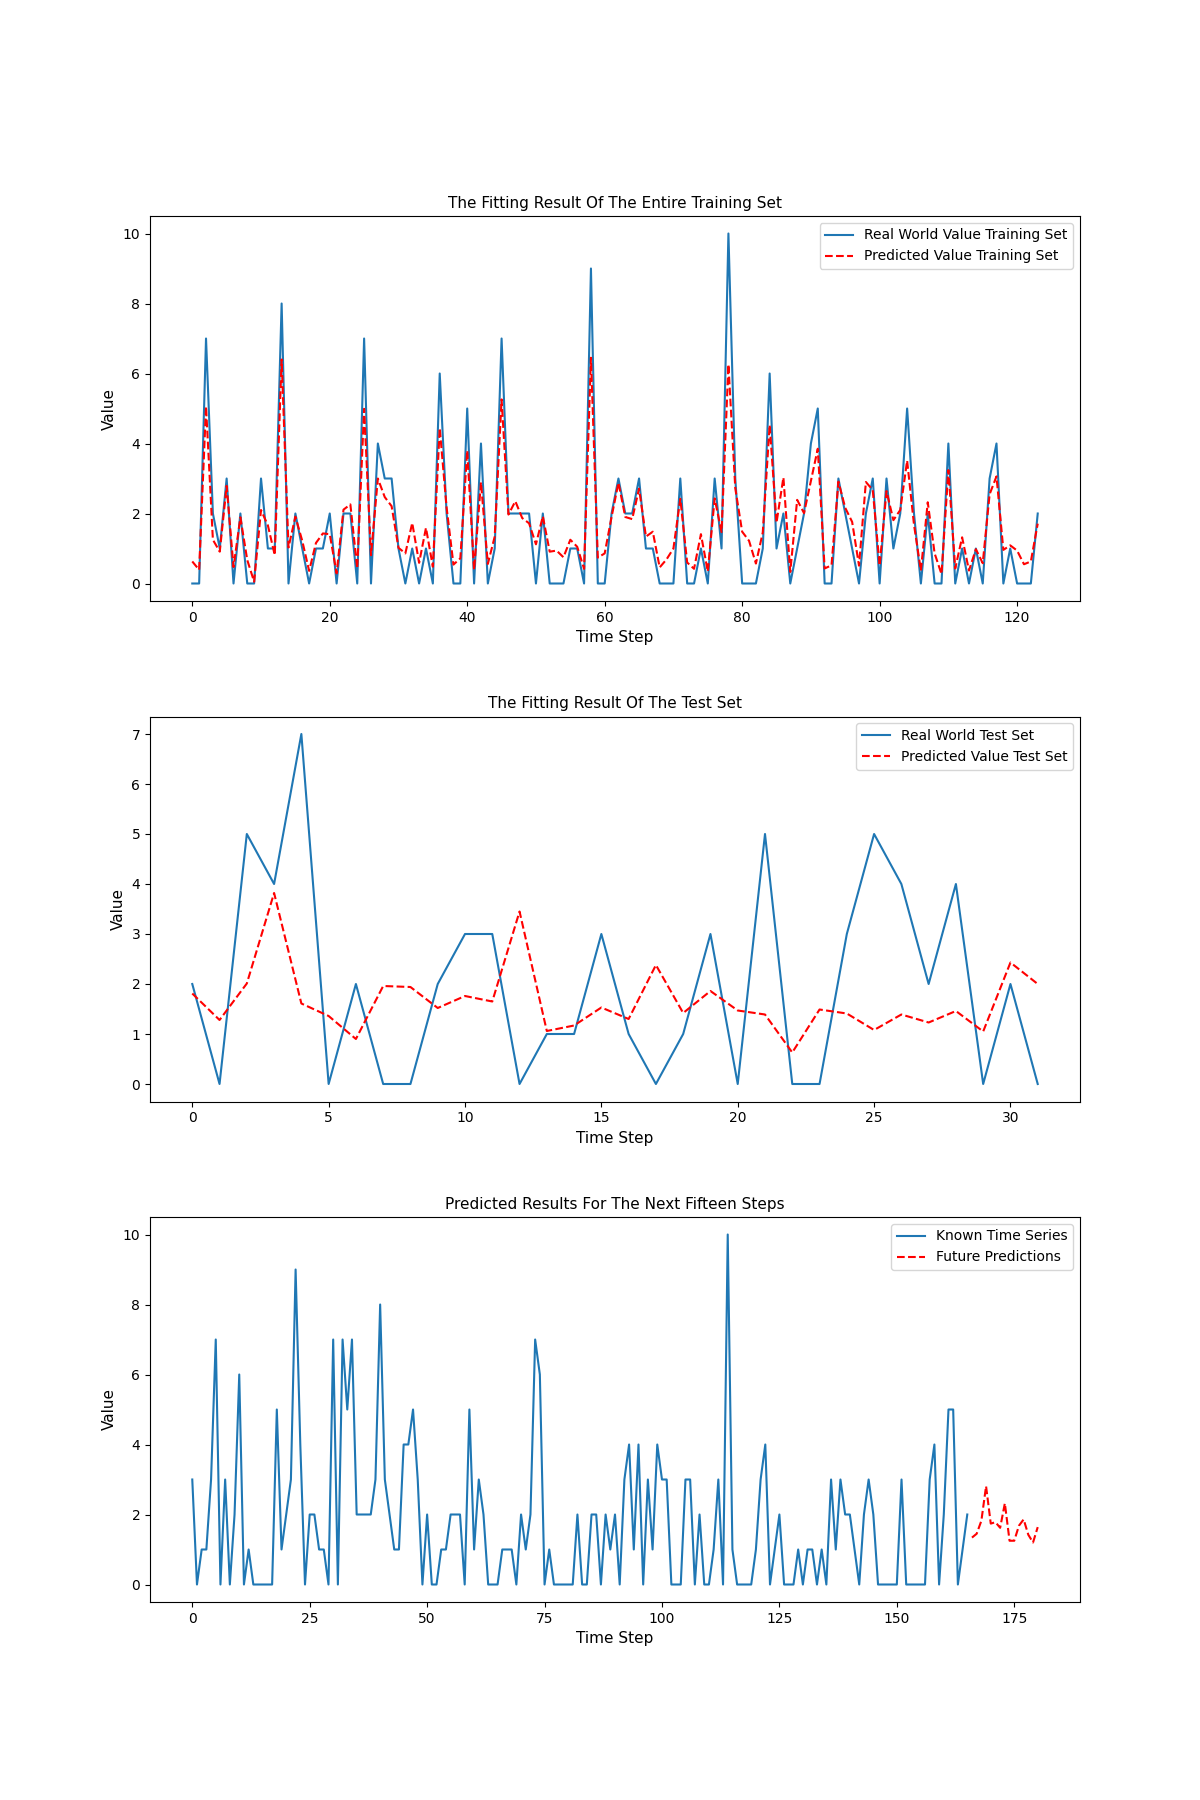 The Fitting Result Of The Entire Training Set
Real World Value Training Set
Predicted Value Training Set
10
8
6
4
2
0
Value
0 20 40 60 80 100 120
Time Step
The Fitting Result Of The Test Set
Real World Test Set
Predicted Value Test Set
7
6
5
4
3
2
1
0
Value
0 5 10 15 20 25 30
Time Step
Predicted Results For The Next Fifteen Steps
Known Time Series
Future Predictions
10
8
6
4
2
0
Value
0 25 50 75 100 125 150 175
Time Step